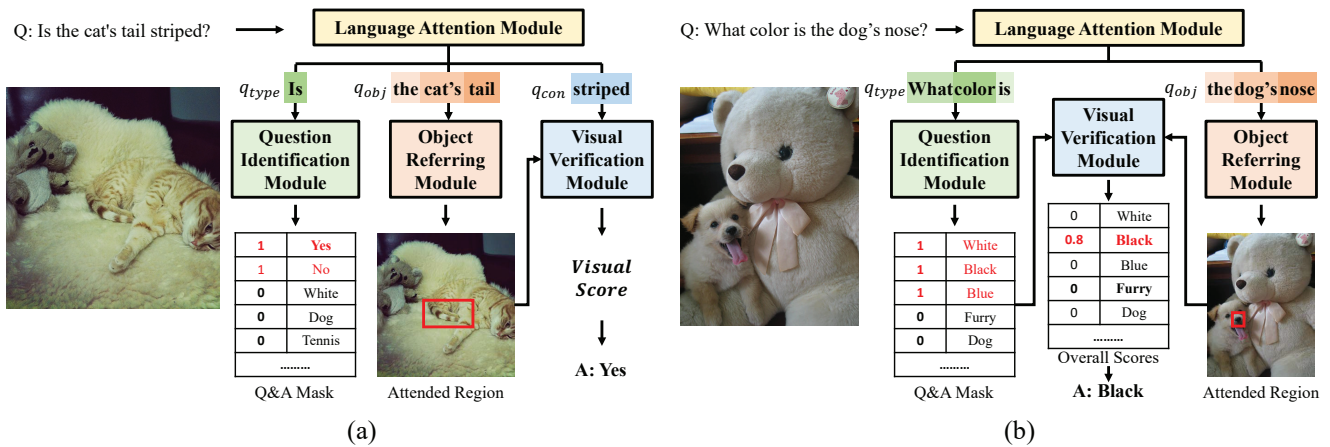 Q: Is the cat's tail striped?
Language Attention Module
q_type Is
q_obj the cat's tail
q_con striped
Question Identification Module
Object Referring Module
Visual Verification Module
1 Yes
1 No
0 White
0 Dog
0 Tennis
.........
Q&A Mask
Attended Region
Visual Score
A: Yes
(a)
Q: What color is the dog's nose?
Language Attention Module
q_type What color is
q_obj the dog's nose
Question Identification Module
Visual Verification Module
Object Referring Module
1 White
1 Black
1 Blue
0 Furry
0 Dog
.........
Q&A Mask
0 White
0.8 Black
0 Blue
0 Furry
0 Dog
.........
Overall Scores
A: Black
Attended Region
(b)